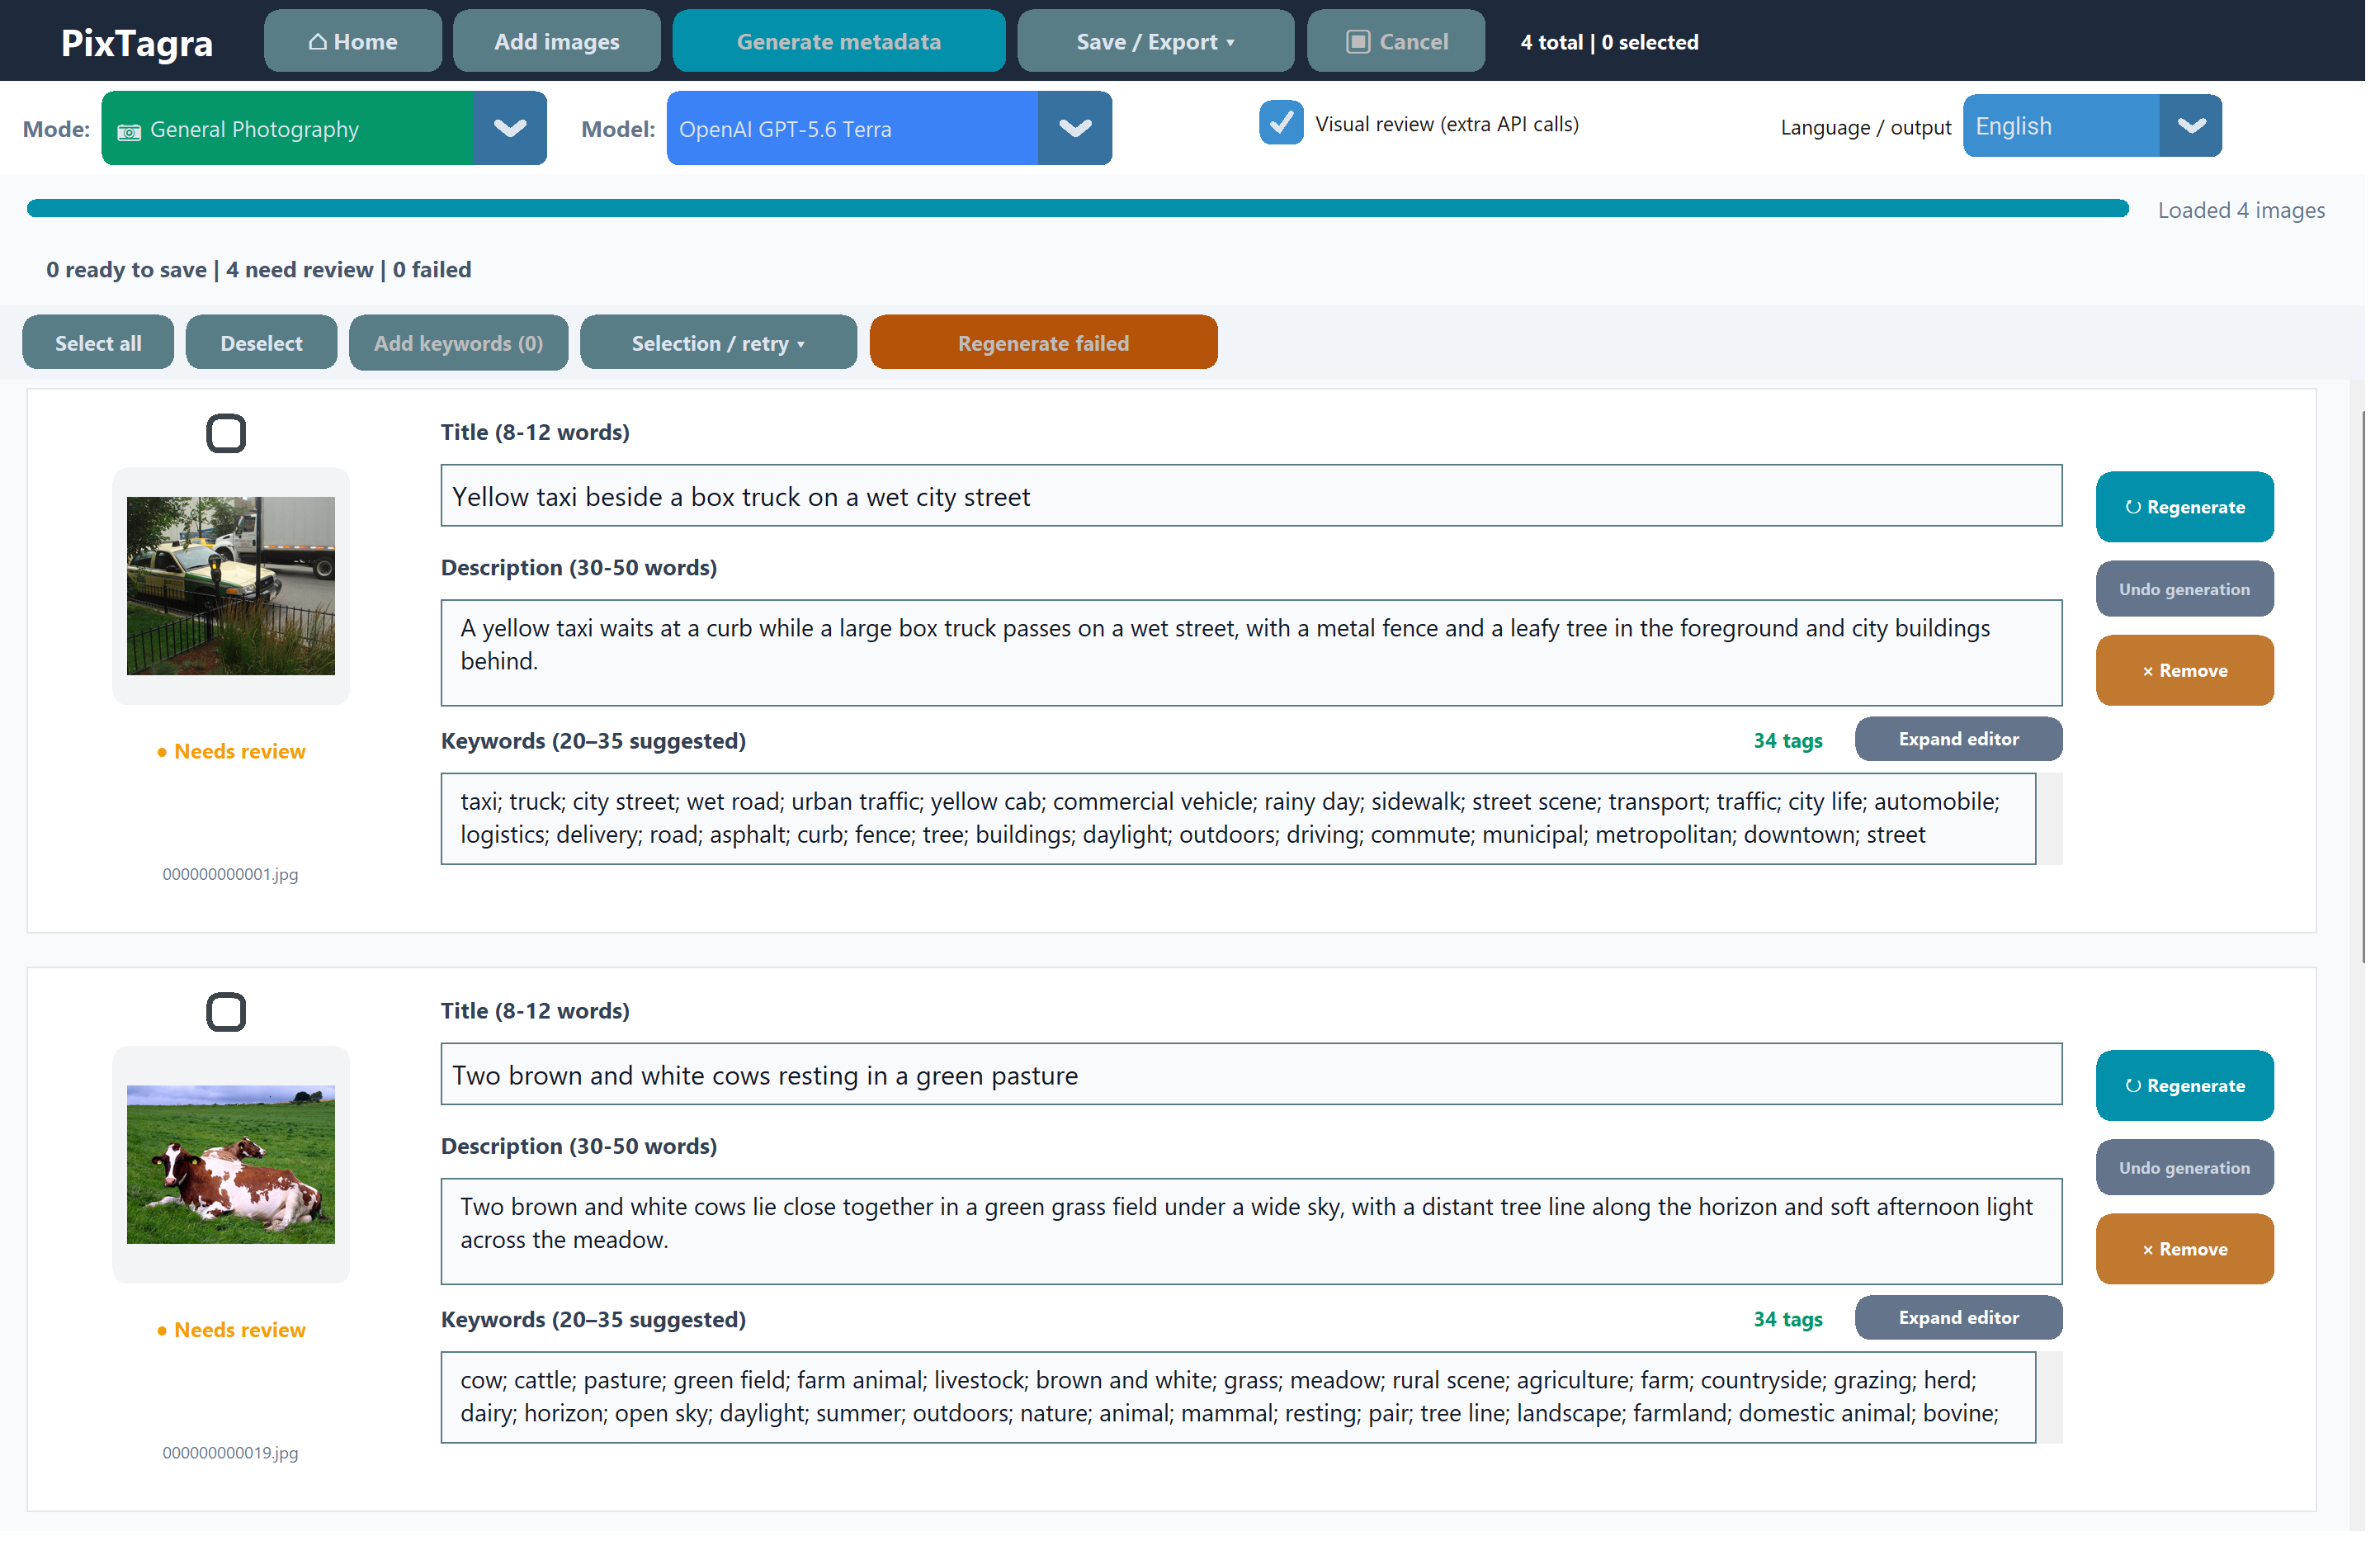 PixTagra
Home
Add images
Generate metadata
Save / Export ▾
Cancel
4 total | 0 selected
Mode:
General Photography
Model:
OpenAI GPT-5.6 Terra
Visual review (extra API calls)
Language / output
English
Loaded 4 images
0 ready to save | 4 need review | 0 failed
Select all
Deselect
Add keywords (0)
Selection / retry ▾
Regenerate failed
Title (8-12 words)
Yellow taxi beside a box truck on a wet city street
↻ Regenerate
Description (30-50 words)
Undo generation
A yellow taxi waits at a curb while a large box truck passes on a wet street, with a metal fence and a leafy tree in the foreground and city buildings
behind.
× Remove
• Needs review
Keywords (20–35 suggested)
34 tags
Expand editor
taxi; truck; city street; wet road; urban traffic; yellow cab; commercial vehicle; rainy day; sidewalk; street scene; transport; traffic; city life; automobile;
logistics; delivery; road; asphalt; curb; fence; tree; buildings; daylight; outdoors; driving; commute; municipal; metropolitan; downtown; street
000000000001.jpg
Title (8-12 words)
Two brown and white cows resting in a green pasture
↻ Regenerate
Description (30-50 words)
Undo generation
Two brown and white cows lie close together in a green grass field under a wide sky, with a distant tree line along the horizon and soft afternoon light
across the meadow.
× Remove
• Needs review
Keywords (20–35 suggested)
34 tags
Expand editor
cow; cattle; pasture; green field; farm animal; livestock; brown and white; grass; meadow; rural scene; agriculture; farm; countryside; grazing; herd;
dairy; horizon; open sky; daylight; summer; outdoors; nature; animal; mammal; resting; pair; tree line; landscape; farmland; domestic animal; bovine;
000000000019.jpg